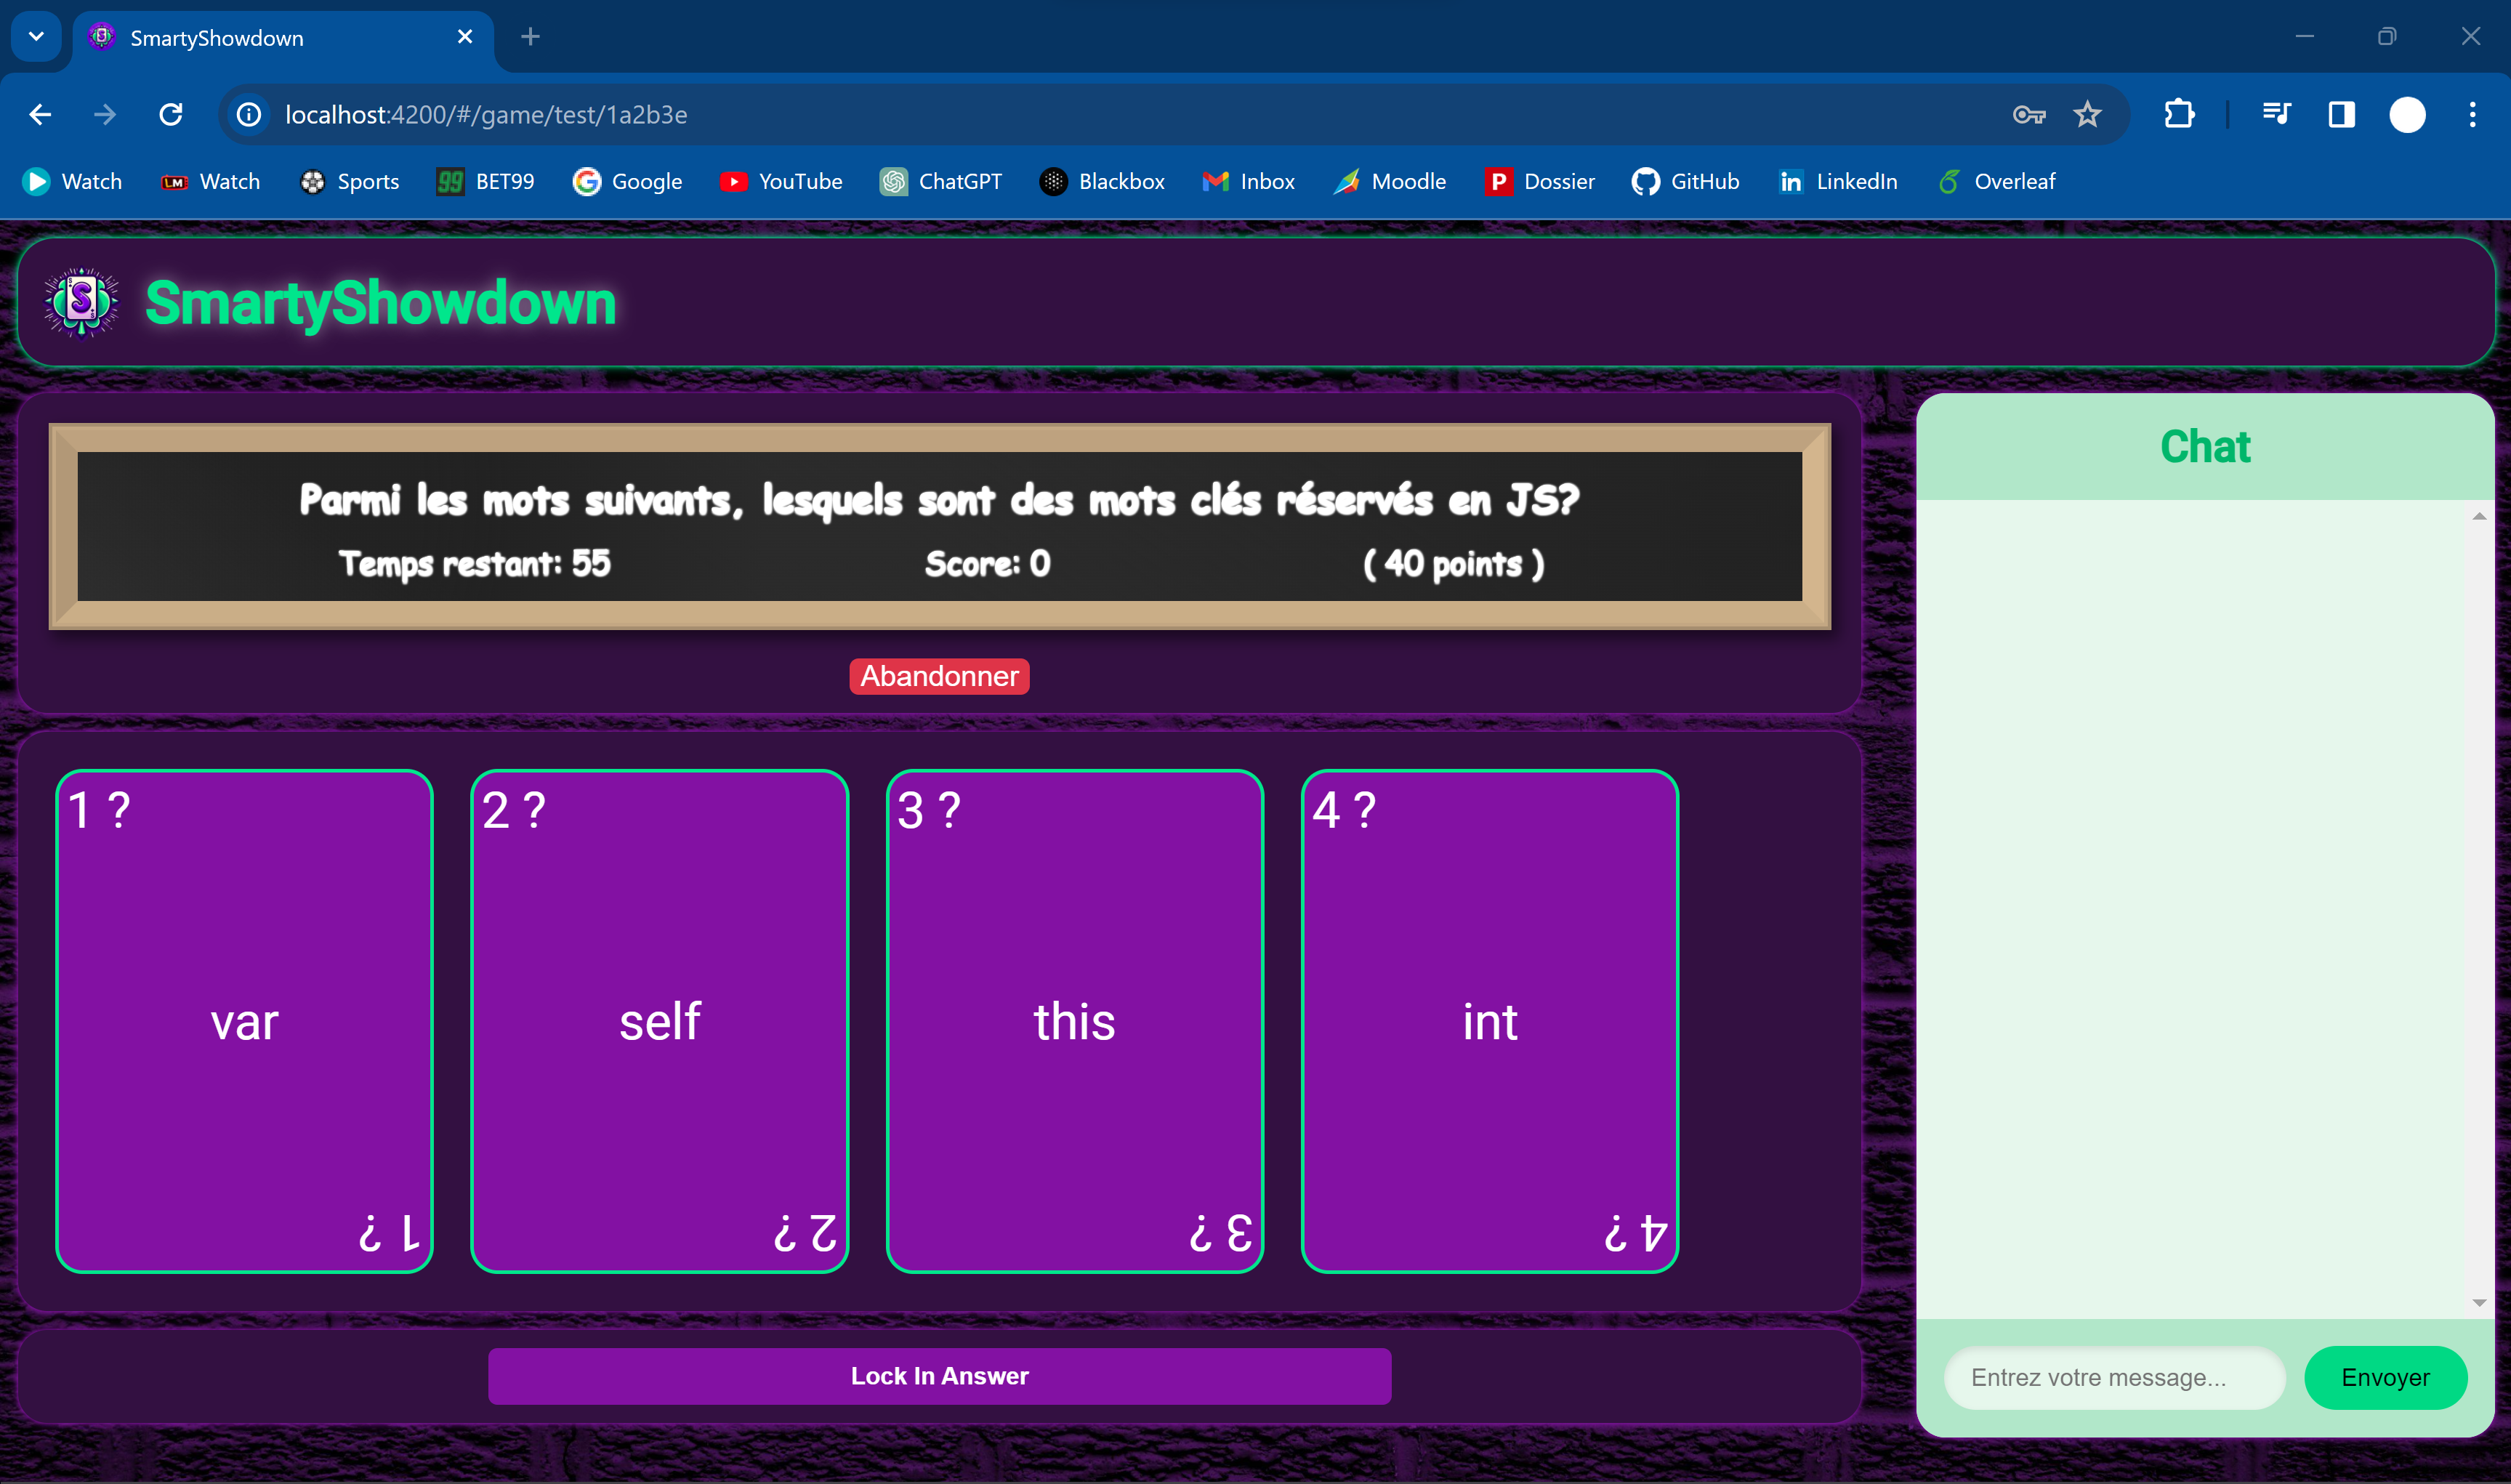 SmartyShowdown
localhost:4200/#/game/test/1a2b3e
Watch
LM Watch
Sports
99 BET99
Google
YouTube
ChatGPT
Blackbox
Inbox
Moodle
P Dossier
GitHub
in LinkedIn
Overleaf
S SmartyShowdown
Parmi les mots suivants, lesquels sont des mots clés réservés en JS?
Temps restant: 55 Score: 0 ( 40 points )
Abandonner
1 ? 2 ? 3 ? 4 ?
var self this int
1 ? 2 ? 3 ? 4 ?
Lock In Answer
Chat
Entrez votre message... Envoyer